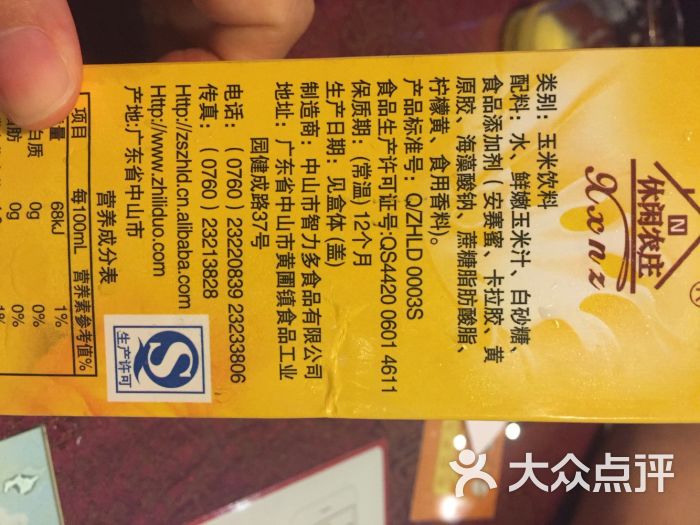 休闲农庄
Xxnz
类别：玉米饮料
配料：水、鲜嫩玉米汁、白砂糖、
食品添加剂（安赛蜜、卡拉胶、黄
原胶、海藻酸钠、蔗糖脂肪酸脂、
柠檬黄、食用香料)。
产品标准号：Q/ZHLD 0003S
食品生产许可证号:QS4420 0601 4611
保质期：(常温) 12个月
生产日期：见盒体 (盖)
制造商：中山市智力多食品有限公司
地址：广东省中山市黄圃镇食品工业
园健成路37号
电话：（0760）23220839 23233806
传真：（0760）23213828
Http://zszhld.cn.alibaba.com
Http://www.zhiliduo.com
产地:广东省中山市
营养成分表
项目 每100mL 营养素参考值%
量 68kJ 1%
白质 0g 0%
脂肪 0g 0%
生产许可
大众点评